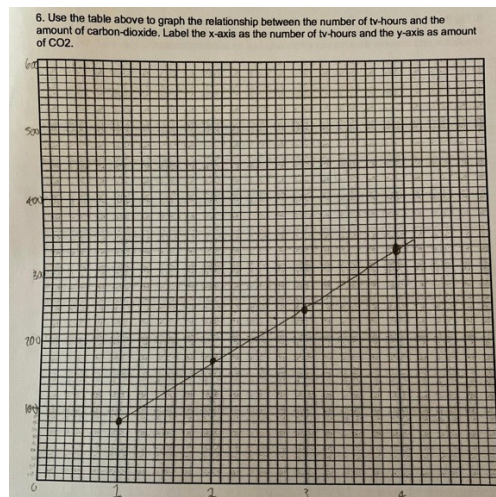 6. Use the table above to graph the relationship between the number of tv-hours and the
amount of carbon-dioxide. Label the x-axis as the number of tv-hours and the y-axis as amount
of CO2.
600
500
400
30
200
100
0 1 2 3 4